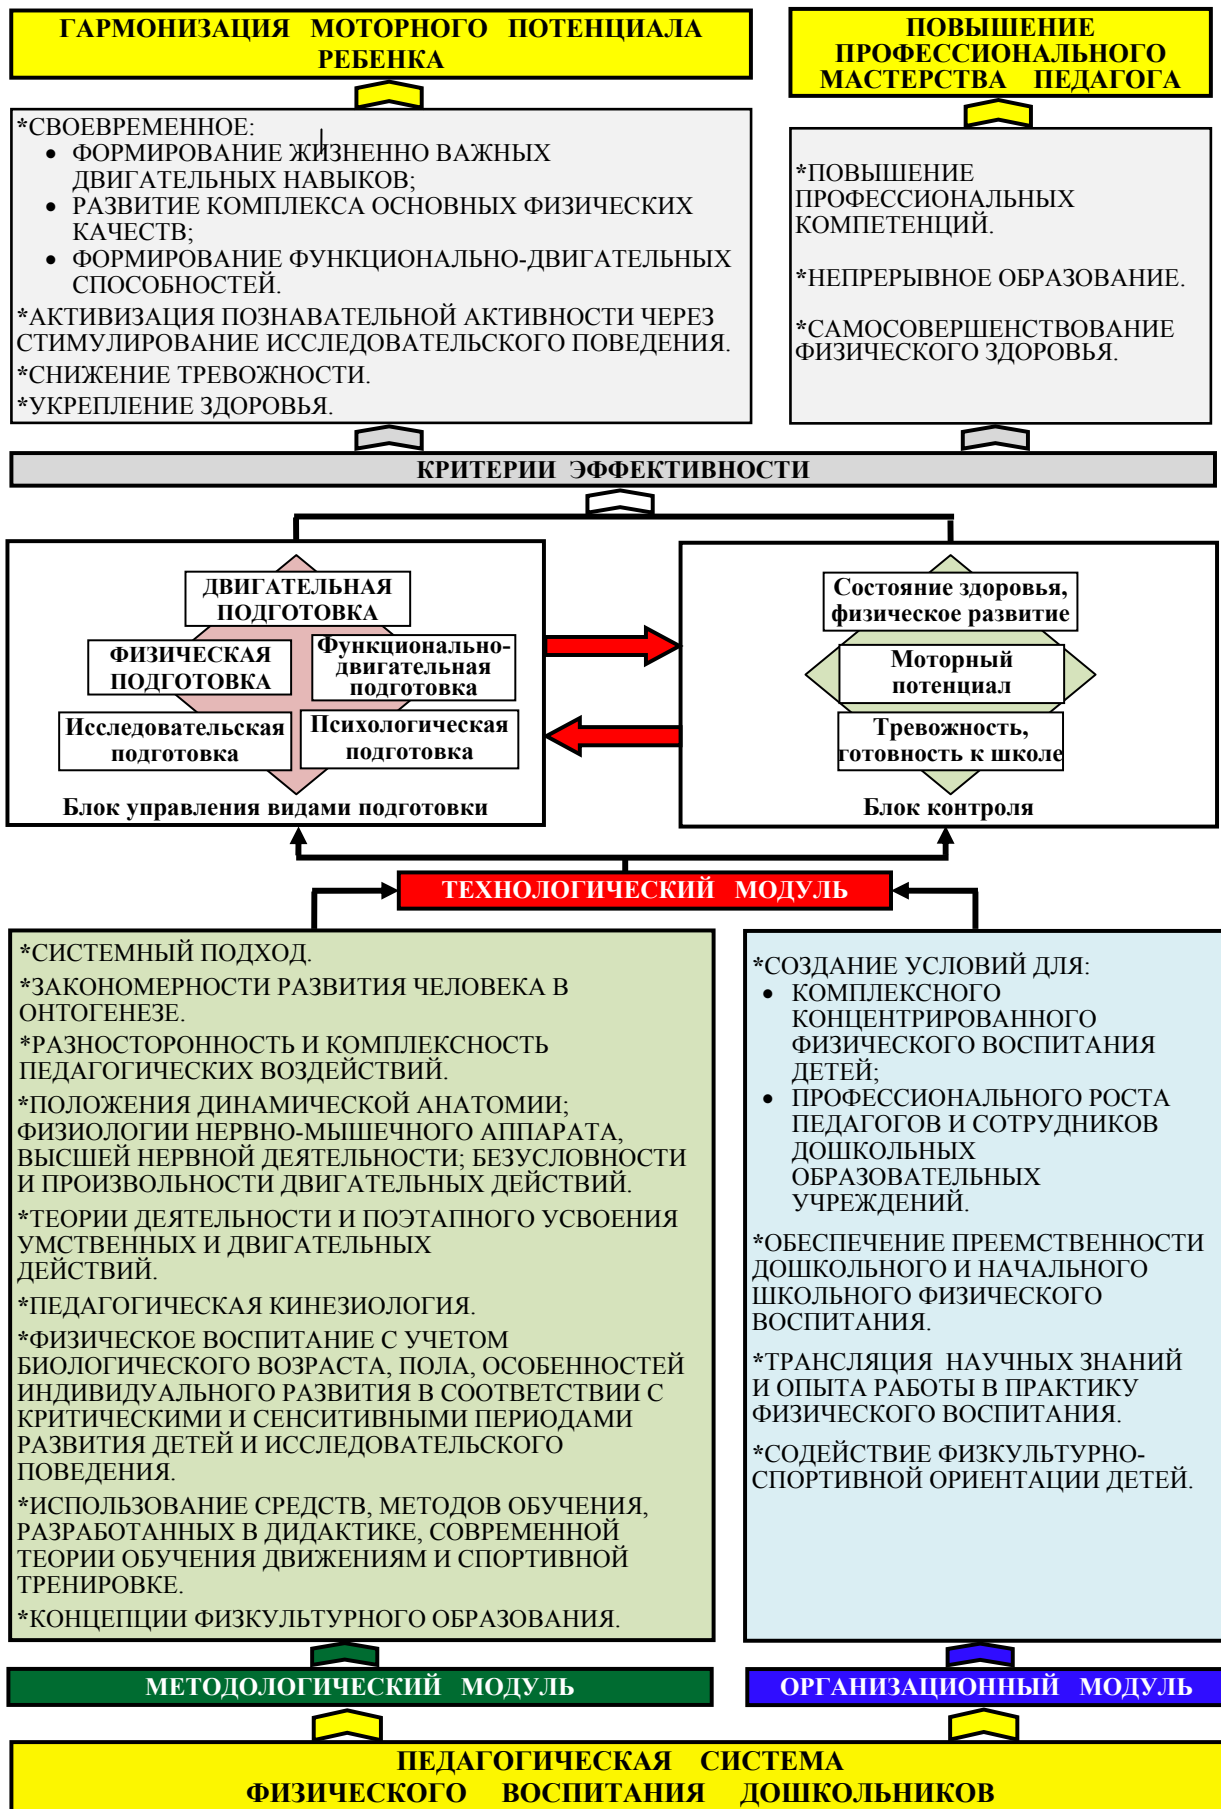 ГАРМОНИЗАЦИЯ МОТОРНОГО ПОТЕНЦИАЛА
РЕБЕНКА
ПОВЫШЕНИЕ
ПРОФЕССИОНАЛЬНОГО
МАСТЕРСТВА ПЕДАГОГА
*СВОЕВРЕМЕННОЕ:
• ФОРМИРОВАНИЕ ЖИЗНЕННО ВАЖНЫХ
ДВИГАТЕЛЬНЫХ НАВЫКОВ;
• РАЗВИТИЕ КОМПЛЕКСА ОСНОВНЫХ ФИЗИЧЕСКИХ
КАЧЕСТВ;
• ФОРМИРОВАНИЕ ФУНКЦИОНАЛЬНО-ДВИГАТЕЛЬНЫХ
СПОСОБНОСТЕЙ.
*АКТИВИЗАЦИЯ ПОЗНАВАТЕЛЬНОЙ АКТИВНОСТИ ЧЕРЕЗ
СТИМУЛИРОВАНИЕ ИССЛЕДОВАТЕЛЬСКОГО ПОВЕДЕНИЯ.
*СНИЖЕНИЕ ТРЕВОЖНОСТИ.
*УКРЕПЛЕНИЕ ЗДОРОВЬЯ.
*ПОВЫШЕНИЕ
ПРОФЕССИОНАЛЬНЫХ
КОМПЕТЕНЦИЙ.
*НЕПРЕРЫВНОЕ ОБРАЗОВАНИЕ.
*САМОСОВЕРШЕНСТВОВАНИЕ
ФИЗИЧЕСКОГО ЗДОРОВЬЯ.
КРИТЕРИИ ЭФФЕКТИВНОСТИ
ДВИГАТЕЛЬНАЯ
ПОДГОТОВКА
ФИЗИЧЕСКАЯ
ПОДГОТОВКА
Функционально-
двигательная
подготовка
Исследовательская
подготовка
Психологическая
подготовка
Блок управления видами подготовки
Состояние здоровья,
физическое развитие
Моторный
потенциал
Тревожность,
готовность к школе
Блок контроля
ТЕХНОЛОГИЧЕСКИЙ МОДУЛЬ
*СИСТЕМНЫЙ ПОДХОД.
*ЗАКОНОМЕРНОСТИ РАЗВИТИЯ ЧЕЛОВЕКА В
ОНТОГЕНЕЗЕ.
*РАЗНОСТОРОННОСТЬ И КОМПЛЕКСНОСТЬ
ПЕДАГОГИЧЕСКИХ ВОЗДЕЙСТВИЙ.
*ПОЛОЖЕНИЯ ДИНАМИЧЕСКОЙ АНАТОМИИ;
ФИЗИОЛОГИИ НЕРВНО-МЫШЕЧНОГО АППАРАТА,
ВЫСШЕЙ НЕРВНОЙ ДЕЯТЕЛЬНОСТИ; БЕЗУСЛОВНОСТИ
И ПРОИЗВОЛЬНОСТИ ДВИГАТЕЛЬНЫХ ДЕЙСТВИЙ.
*ТЕОРИИ ДЕЯТЕЛЬНОСТИ И ПОЭТАПНОГО УСВОЕНИЯ
УМСТВЕННЫХ И ДВИГАТЕЛЬНЫХ
ДЕЙСТВИЙ.
*ПЕДАГОГИЧЕСКАЯ КИНЕЗИОЛОГИЯ.
*ФИЗИЧЕСКОЕ ВОСПИТАНИЕ С УЧЕТОМ
БИОЛОГИЧЕСКОГО ВОЗРАСТА, ПОЛА, ОСОБЕННОСТЕЙ
ИНДИВИДУАЛЬНОГО РАЗВИТИЯ В СООТВЕТСТВИИ С
КРИТИЧЕСКИМИ И СЕНСИТИВНЫМИ ПЕРИОДАМИ
РАЗВИТИЯ ДЕТЕЙ И ИССЛЕДОВАТЕЛЬСКОГО
ПОВЕДЕНИЯ.
*ИСПОЛЬЗОВАНИЕ СРЕДСТВ, МЕТОДОВ ОБУЧЕНИЯ,
РАЗРАБОТАННЫХ В ДИДАКТИКЕ, СОВРЕМЕННОЙ
ТЕОРИИ ОБУЧЕНИЯ ДВИЖЕНИЯМ И СПОРТИВНОЙ
ТРЕНИРОВКЕ.
*КОНЦЕПЦИИ ФИЗКУЛЬТУРНОГО ОБРАЗОВАНИЯ.
*СОЗДАНИЕ УСЛОВИЙ ДЛЯ:
• КОМПЛЕКСНОГО
КОНЦЕНТРИРОВАННОГО
ФИЗИЧЕСКОГО ВОСПИТАНИЯ
ДЕТЕЙ;
• ПРОФЕССИОНАЛЬНОГО РОСТА
ПЕДАГОГОВ И СОТРУДНИКОВ
ДОШКОЛЬНЫХ
ОБРАЗОВАТЕЛЬНЫХ
УЧРЕЖДЕНИЙ.
*ОБЕСПЕЧЕНИЕ ПРЕЕМСТВЕННОСТИ
ДОШКОЛЬНОГО И НАЧАЛЬНОГО
ШКОЛЬНОГО ФИЗИЧЕСКОГО
ВОСПИТАНИЯ.
*ТРАНСЛЯЦИЯ НАУЧНЫХ ЗНАНИЙ
И ОПЫТА РАБОТЫ В ПРАКТИКУ
ФИЗИЧЕСКОГО ВОСПИТАНИЯ.
*СОДЕЙСТВИЕ ФИЗКУЛЬТУРНО-
СПОРТИВНОЙ ОРИЕНТАЦИИ ДЕТЕЙ.
МЕТОДОЛОГИЧЕСКИЙ МОДУЛЬ
ОРГАНИЗАЦИОННЫЙ МОДУЛЬ
ПЕДАГОГИЧЕСКАЯ СИСТЕМА
ФИЗИЧЕСКОГО ВОСПИТАНИЯ ДОШКОЛЬНИКОВ